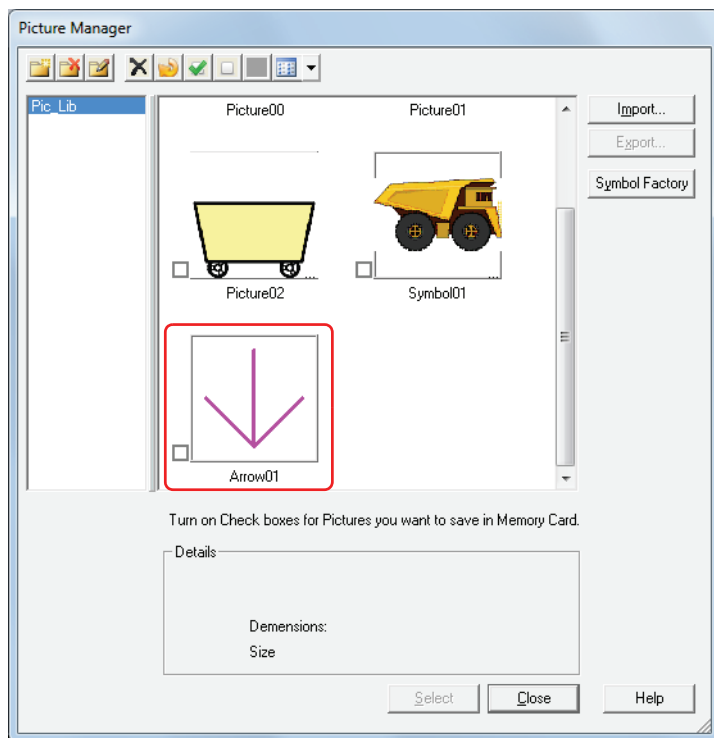 Picture Manager
Pic_Lib
Picture00 Picture01
Import...
Export...
Symbol Factory
...
...
Picture02 Symbol01
Arrow01
Turn on Check boxes for Pictures you want to save in Memory Card.
Details
Demensions:
Size
Select Close Help